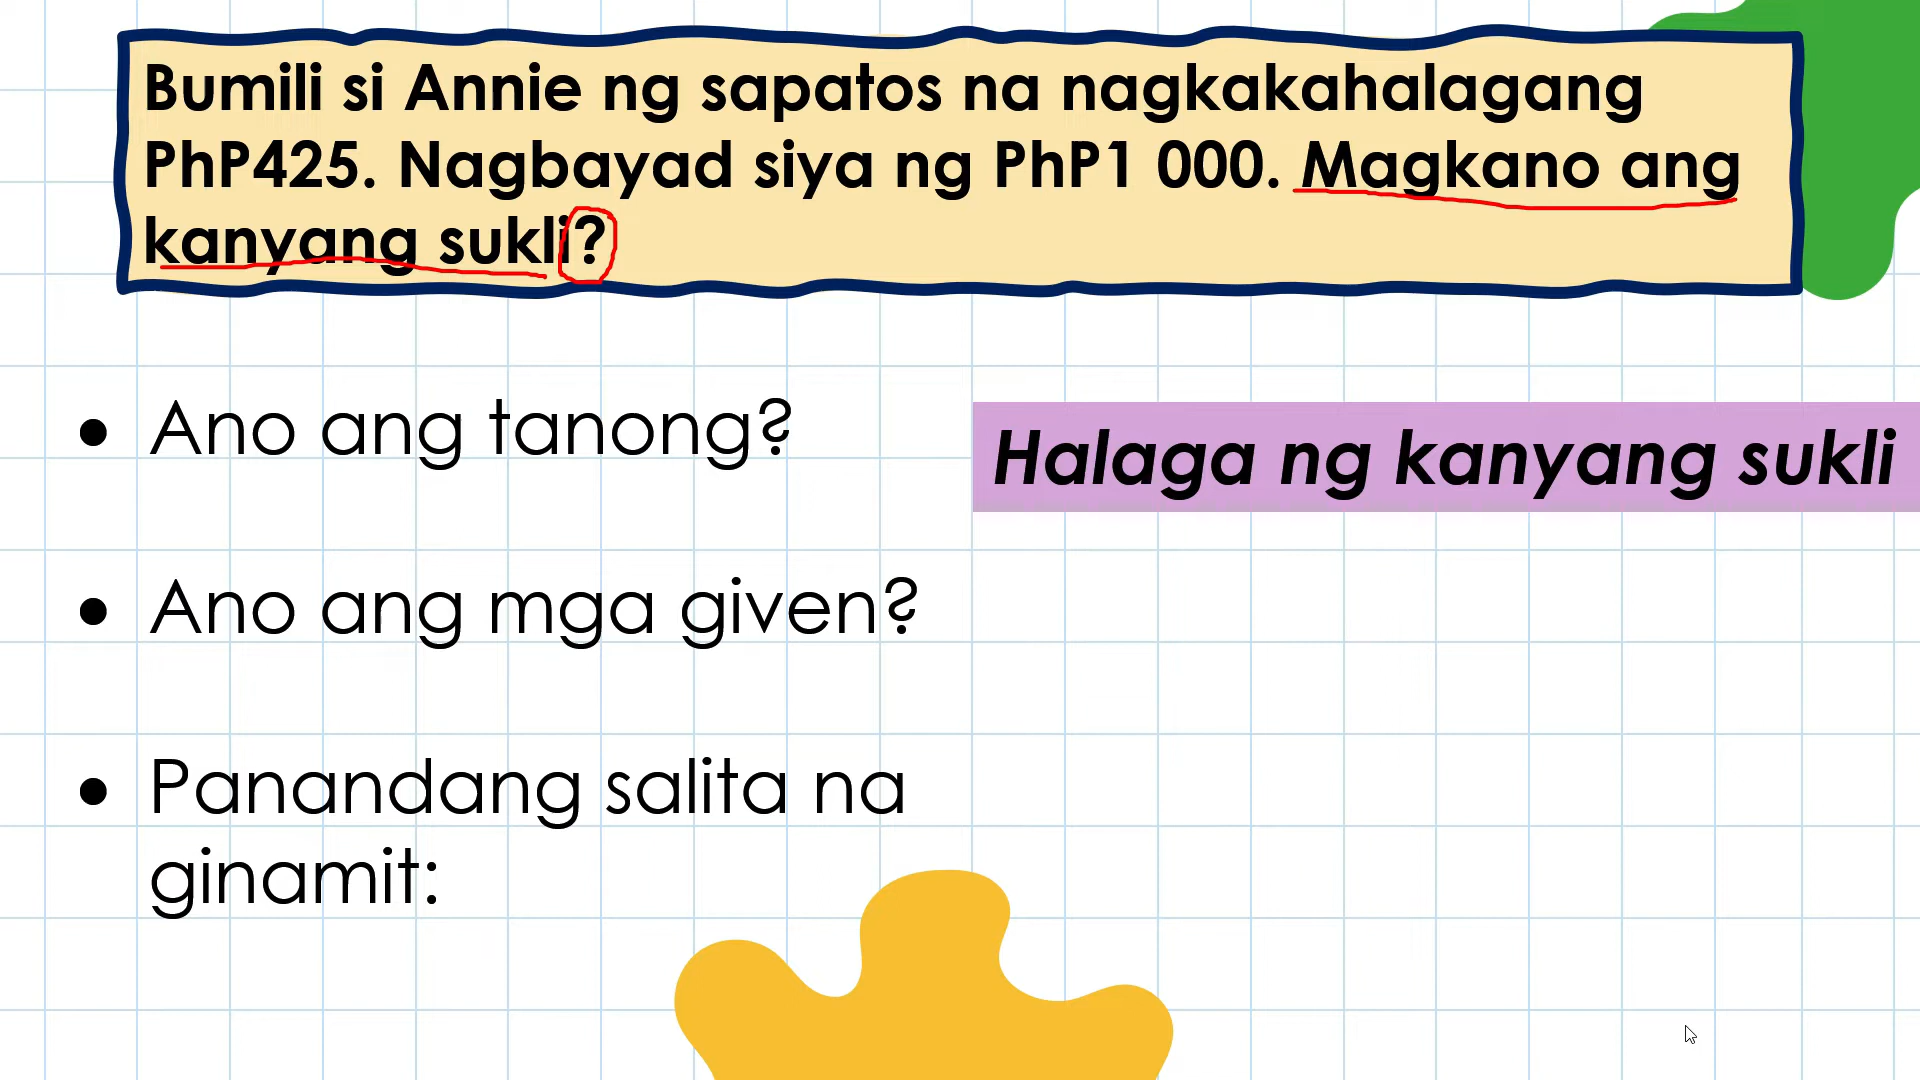 Bumili si Annie ng sapatos na nagkakahalagang
PhP425. Nagbayad siya ng PhP1 000. Magkano ang
kanyang sukli?
• Ano ang tanong?
Halaga ng kanyang sukli
• Ano ang mga given?
• Panandang salita na
ginamit: